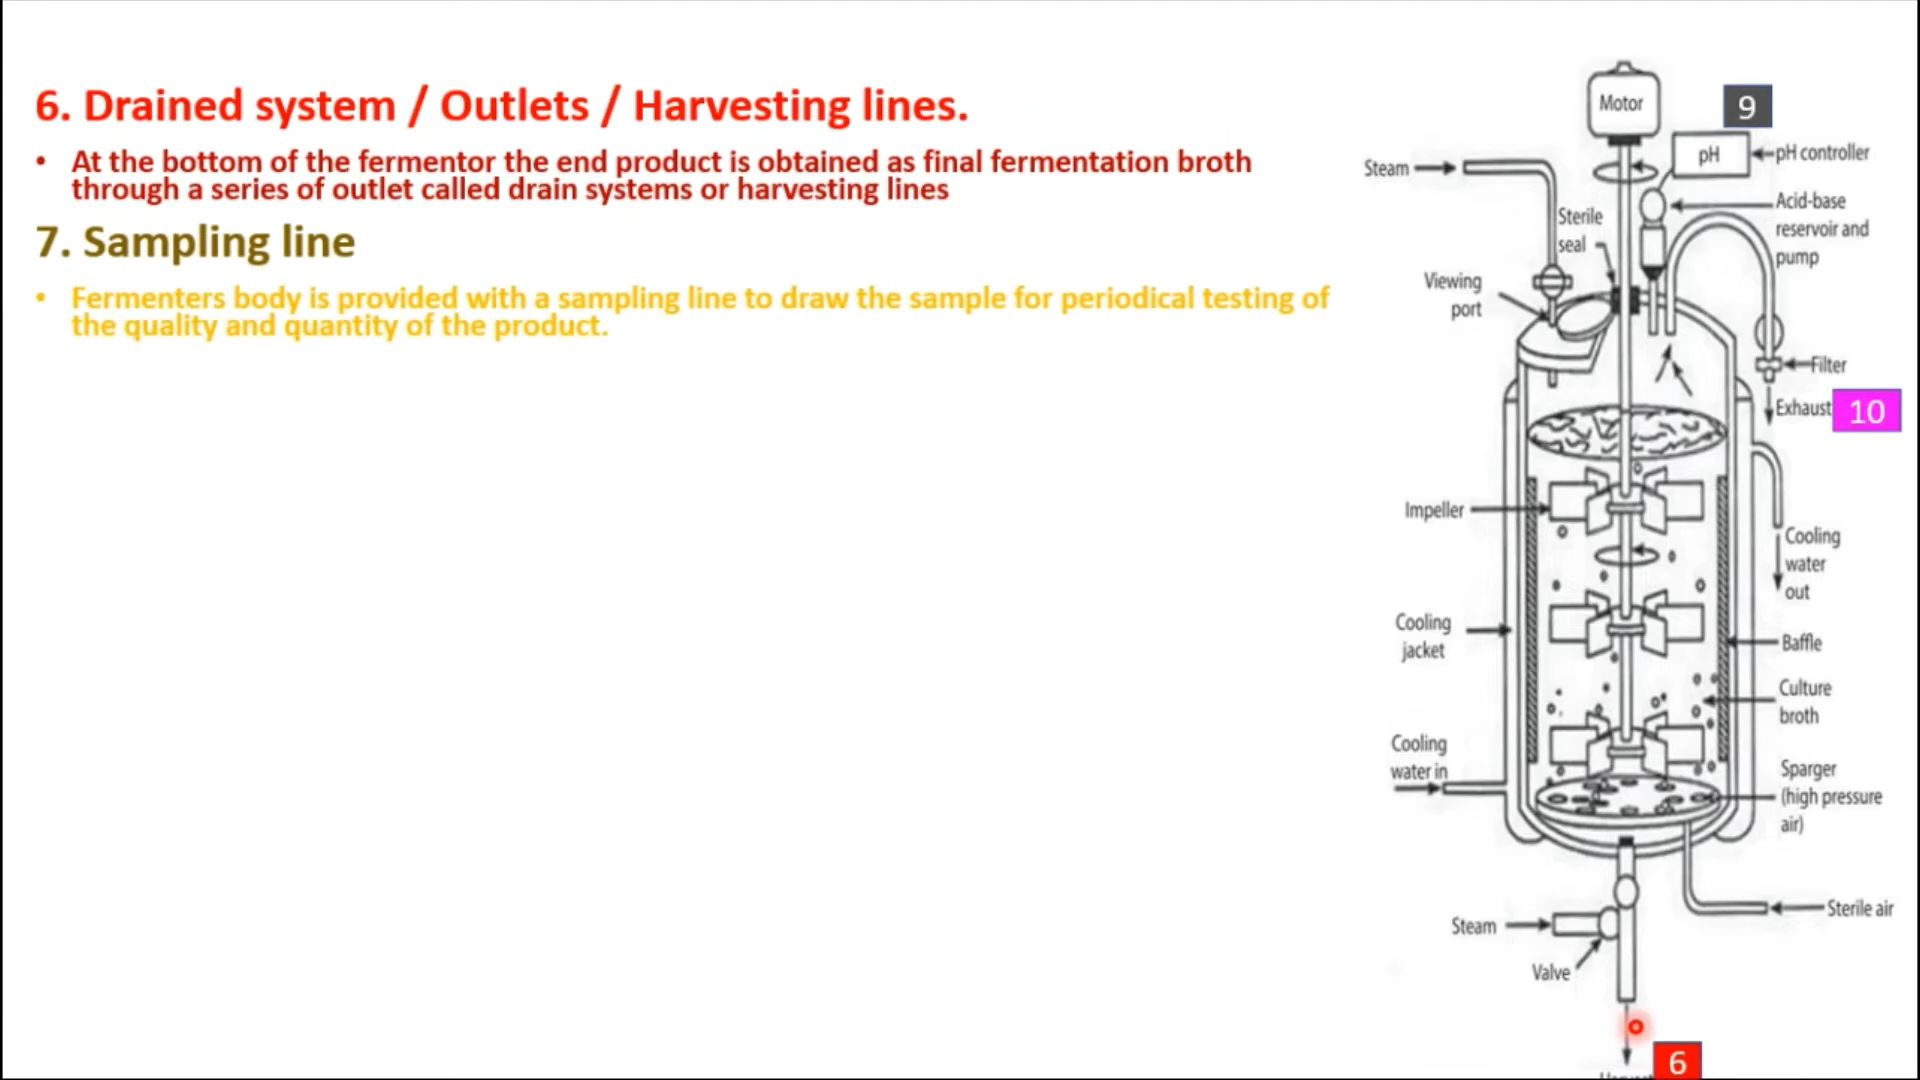 6. Drained system / Outlets / Harvesting lines.
• At the bottom of the fermentor the end product is obtained as final fermentation broth
through a series of outlet called drain systems or harvesting lines
7. Sampling line
• Fermenters body is provided with a sampling line to draw the sample for periodical testing of
the quality and quantity of the product.
Motor
9
pH
pH controller
Steam
Acid-base
reservoir and
pump
Sterile
seal
Viewing
port
Filter
Exhaust
10
Impeller
Cooling
water
out
Cooling
jacket
Baffle
Culture
broth
Cooling
water in
Sparger
(high pressure
air)
Sterile air
Steam
Valve
6